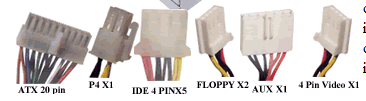 ATX 20 pin
P4 X1
IDE 4 PINX5
FLOPPY X2
AUX X1
4 Pin Video X1